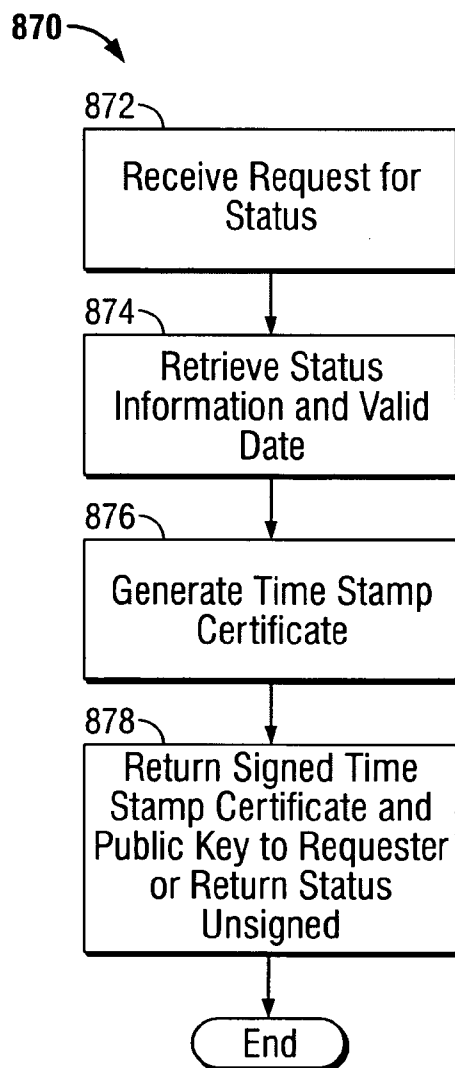 870
872
Receive Request for
Status
874
Retrieve Status
Information and Valid
Date
876
Generate Time Stamp
Certificate
878
Return Signed Time
Stamp Certificate and
Public Key to Requester
or Return Status
Unsigned
End